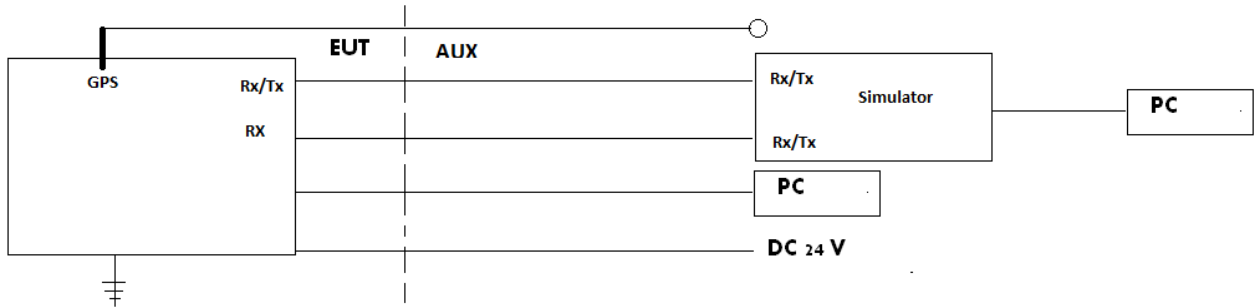 EUT
AUX
GPS
Rx/Tx
RX
Rx/Tx
Simulator
Rx/Tx
PC
PC
DC 24 V